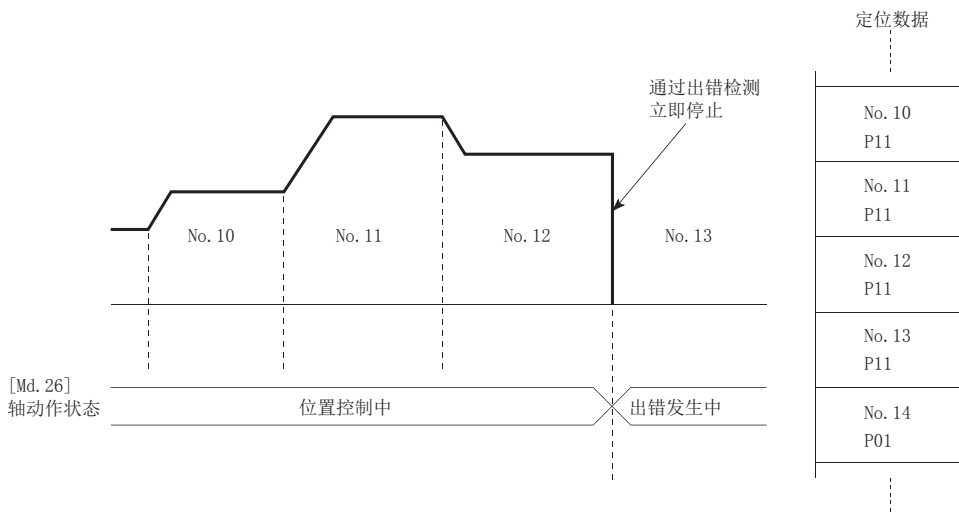 定位数据
通过出错检测
立即停止
No. 10
P11
No. 11
P11
No. 10
No. 11
No. 12
No. 13
No. 12
P11
No. 13
P11
[Md. 26]
轴动作状态
位置控制中
出错发生中
No. 14
P01